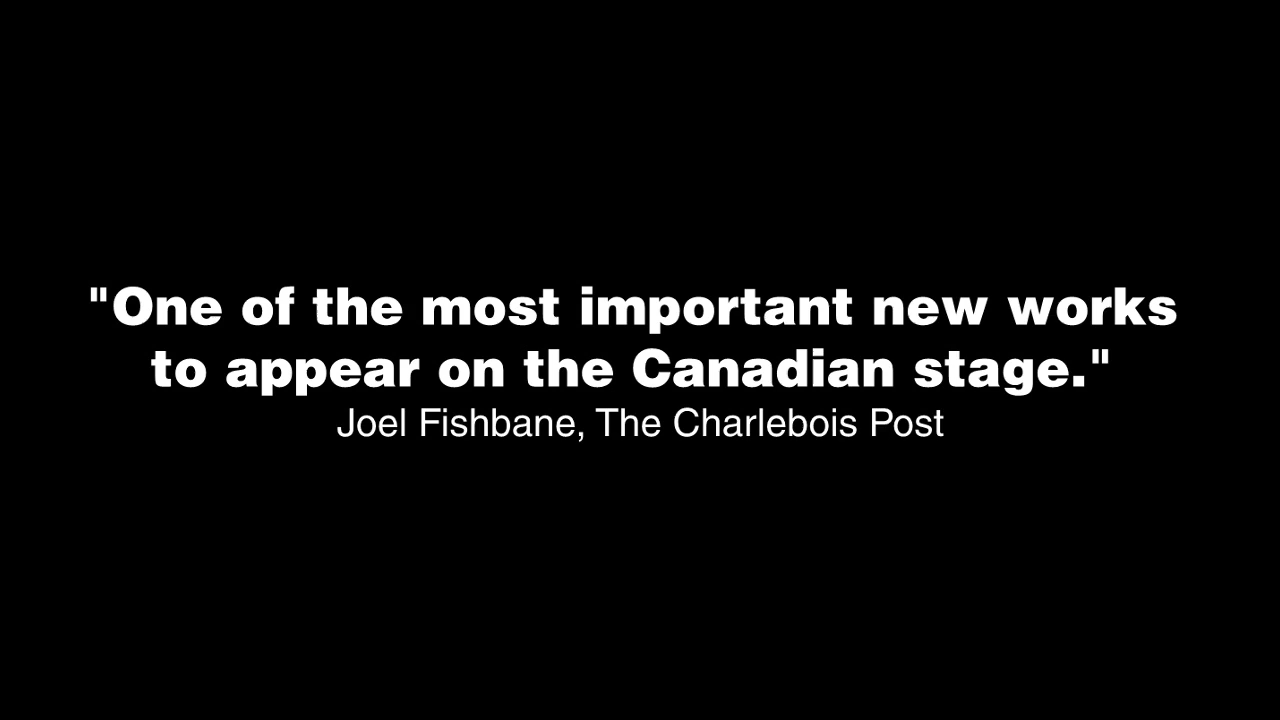 "One of the most important new works
to appear on the Canadian stage."
Joel Fishbane, The Charlebois Post